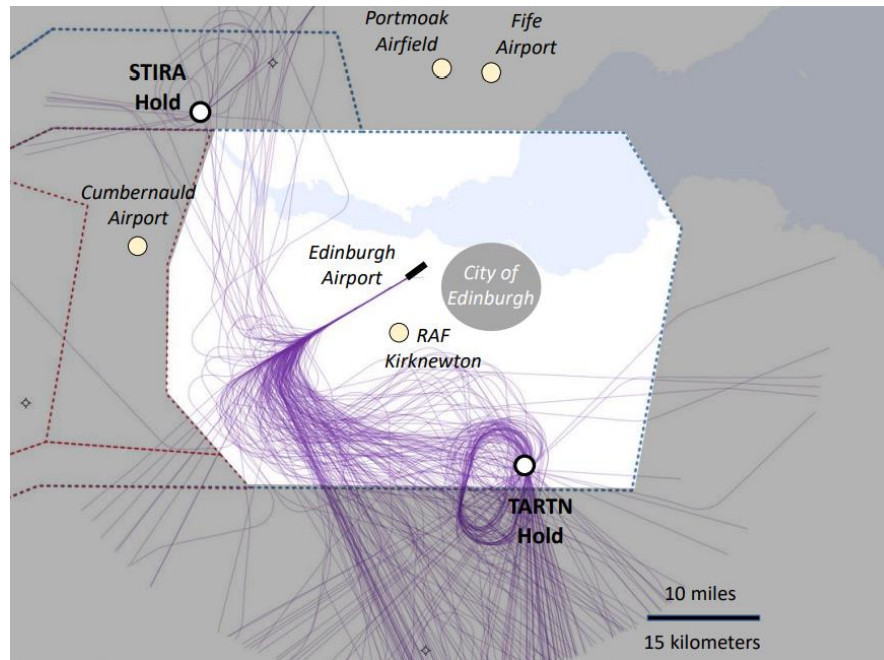 Portmoak
Airfield
Fife
Airport
STIRA
Hold
Cumbernauld
Airport
Edinburgh
Airport
City of
Edinburgh
RAF
Kirknewton
TARTN
Hold
10 miles
15 kilometers